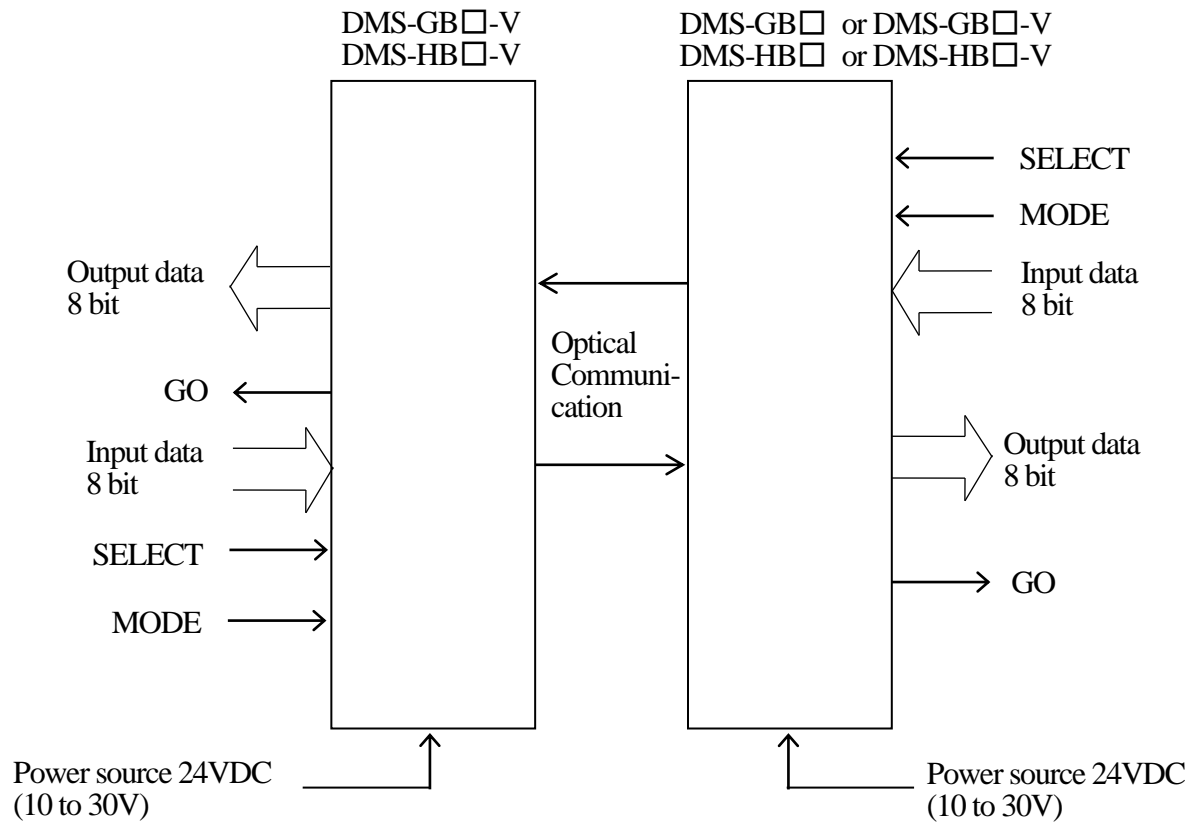 DMS-GB□-V
DMS-HB□-V
DMS-GB□ or DMS-GB□-V
DMS-HB□ or DMS-HB□-V
Output data
8 bit
GO
Input data
8 bit
SELECT
MODE
Power source 24VDC
(10 to 30V)
Optical
Communi-
cation
SELECT
MODE
Input data
8 bit
Output data
8 bit
GO
Power source 24VDC
(10 to 30V)